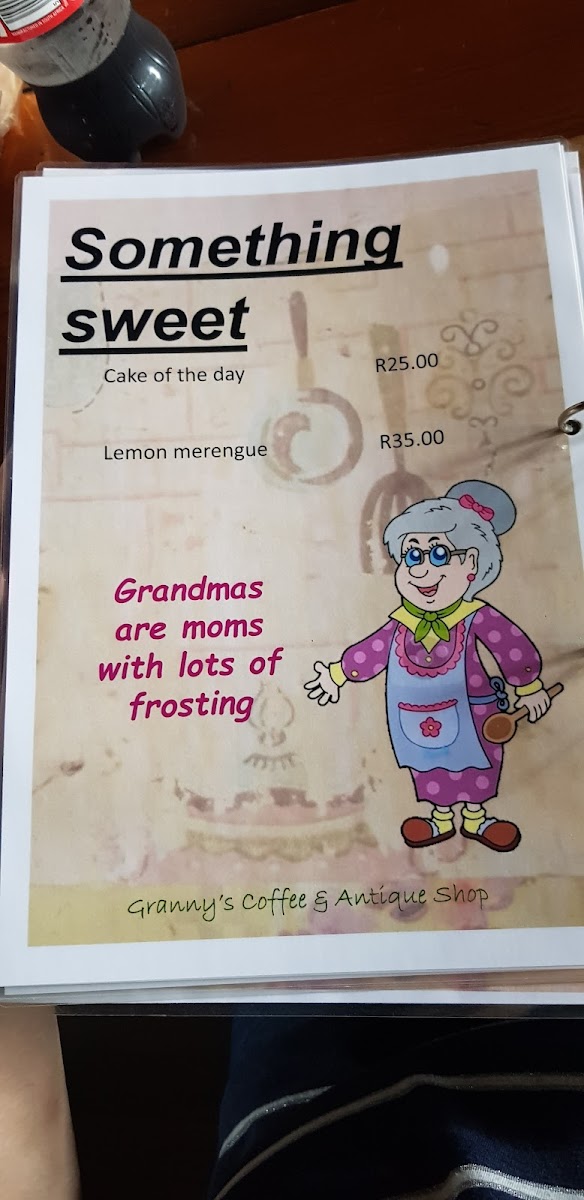 Something
sweet
Cake of the day R25.00
Lemon merengue R35.00
Grandmas
are moms
with lots of
frosting
Granny's Coffee & Antique Shop